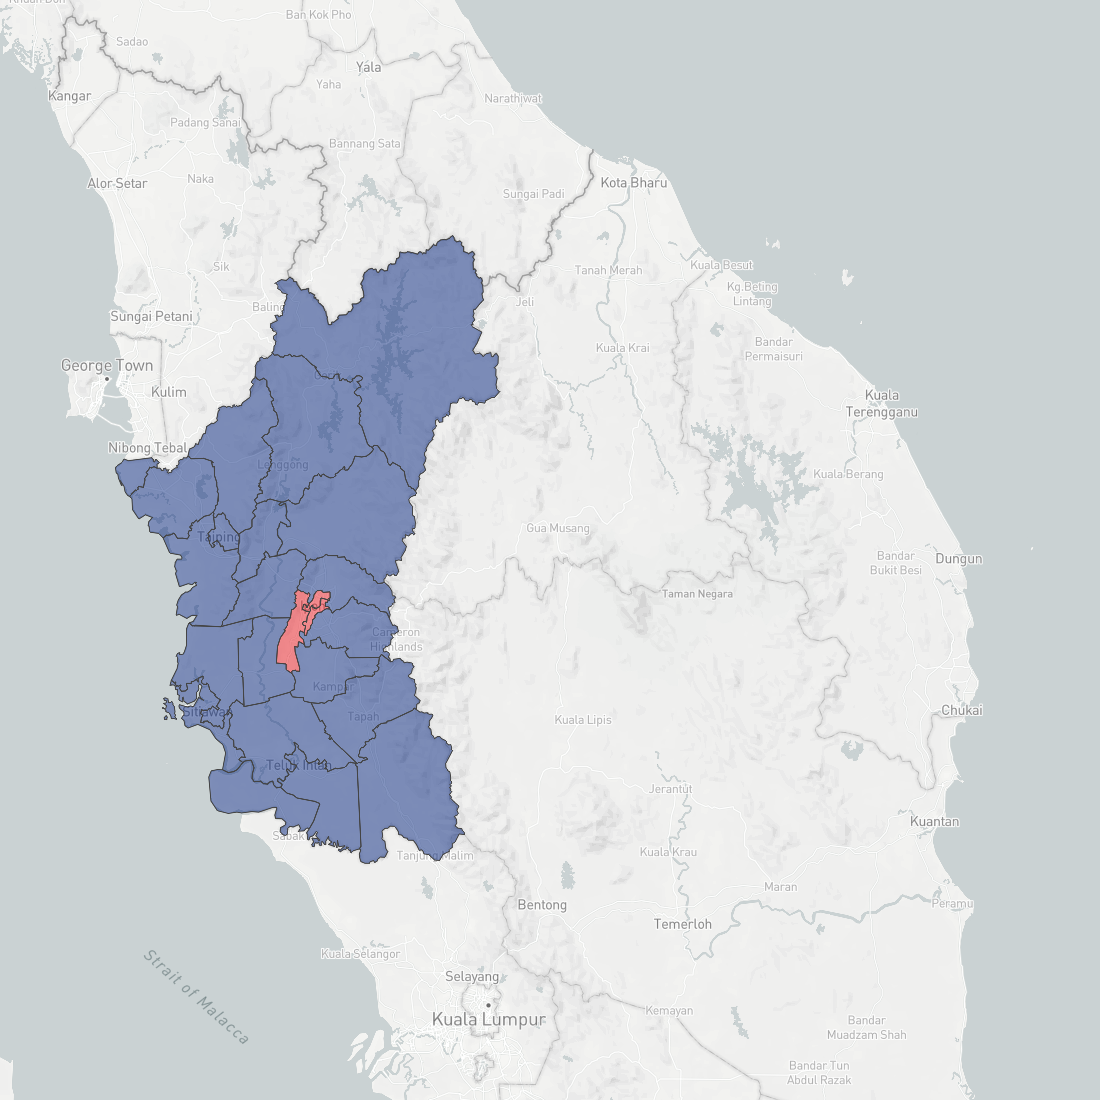 Ban Kok Pho
Sadao
Yala
Kangar
Yaha
Narathiwat
Padang Sanai
Bannang Sata
Alor Setar
Naka
Kota Bharu
Sungai Padi
Sik
Kuala Besut
Tanah Merah
Kg.Beting
Lintang
Jeli
Baling
Sungai Petani
Bandar
Permaisuri
Kuala Krai
George Town
Kulim
Kuala
Terengganu
Nibong Tebal
Lenggong
Kuala Berang
Gua Musang
Taiping
Bandar
Bukit Besi
Dungun
Taman Negara
Cameron
Highlands
Kampar
Tapah
Sitiawan
Kuala Lipis
Chukai
Teluk Intan
Jerantut
Kuantan
Sabak
Tanjung Malim
Kuala Krau
Maran
Peramu
Bentong
Temerloh
Kuala Selangor
Strait of Malacca
Selayang
Kuala Lumpur
Kemayan
Bandar
Muadzam Shah
Bandar Tun
Abdul Razak